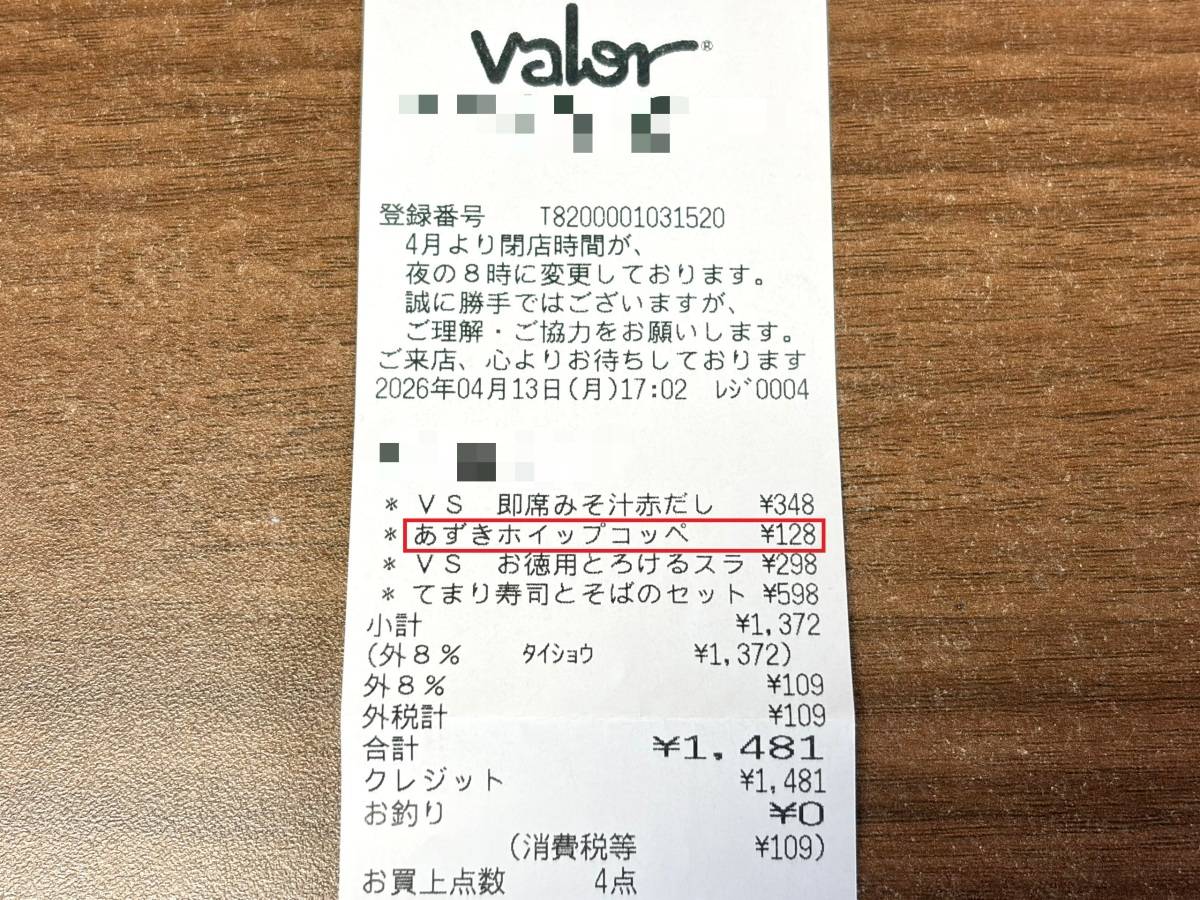 valor®
登録番号 T8200001031520
4月より閉店時間が、
夜の8時に変更しております。
誠に勝手ではございますが、
ご理解・ご協力をお願いします。
ご来店、心よりお待ちしております
2026年04月13日(月)17:02 ﾚｼﾞ0004
* ＶＳ 即席みそ汁赤だし ¥348
* あずきホイップコッペ ¥128
* ＶＳ お徳用とろけるスラ ¥298
* てまり寿司とそばのセット ¥598
小計 ¥1,372
(外８％ ﾀｲｼｮｳ ¥1,372)
外８％ ¥109
外税計 ¥109
合計 ¥1,481
クレジット ¥1,481
お釣り ¥0
(消費税等 ¥109)
お買上点数 4点